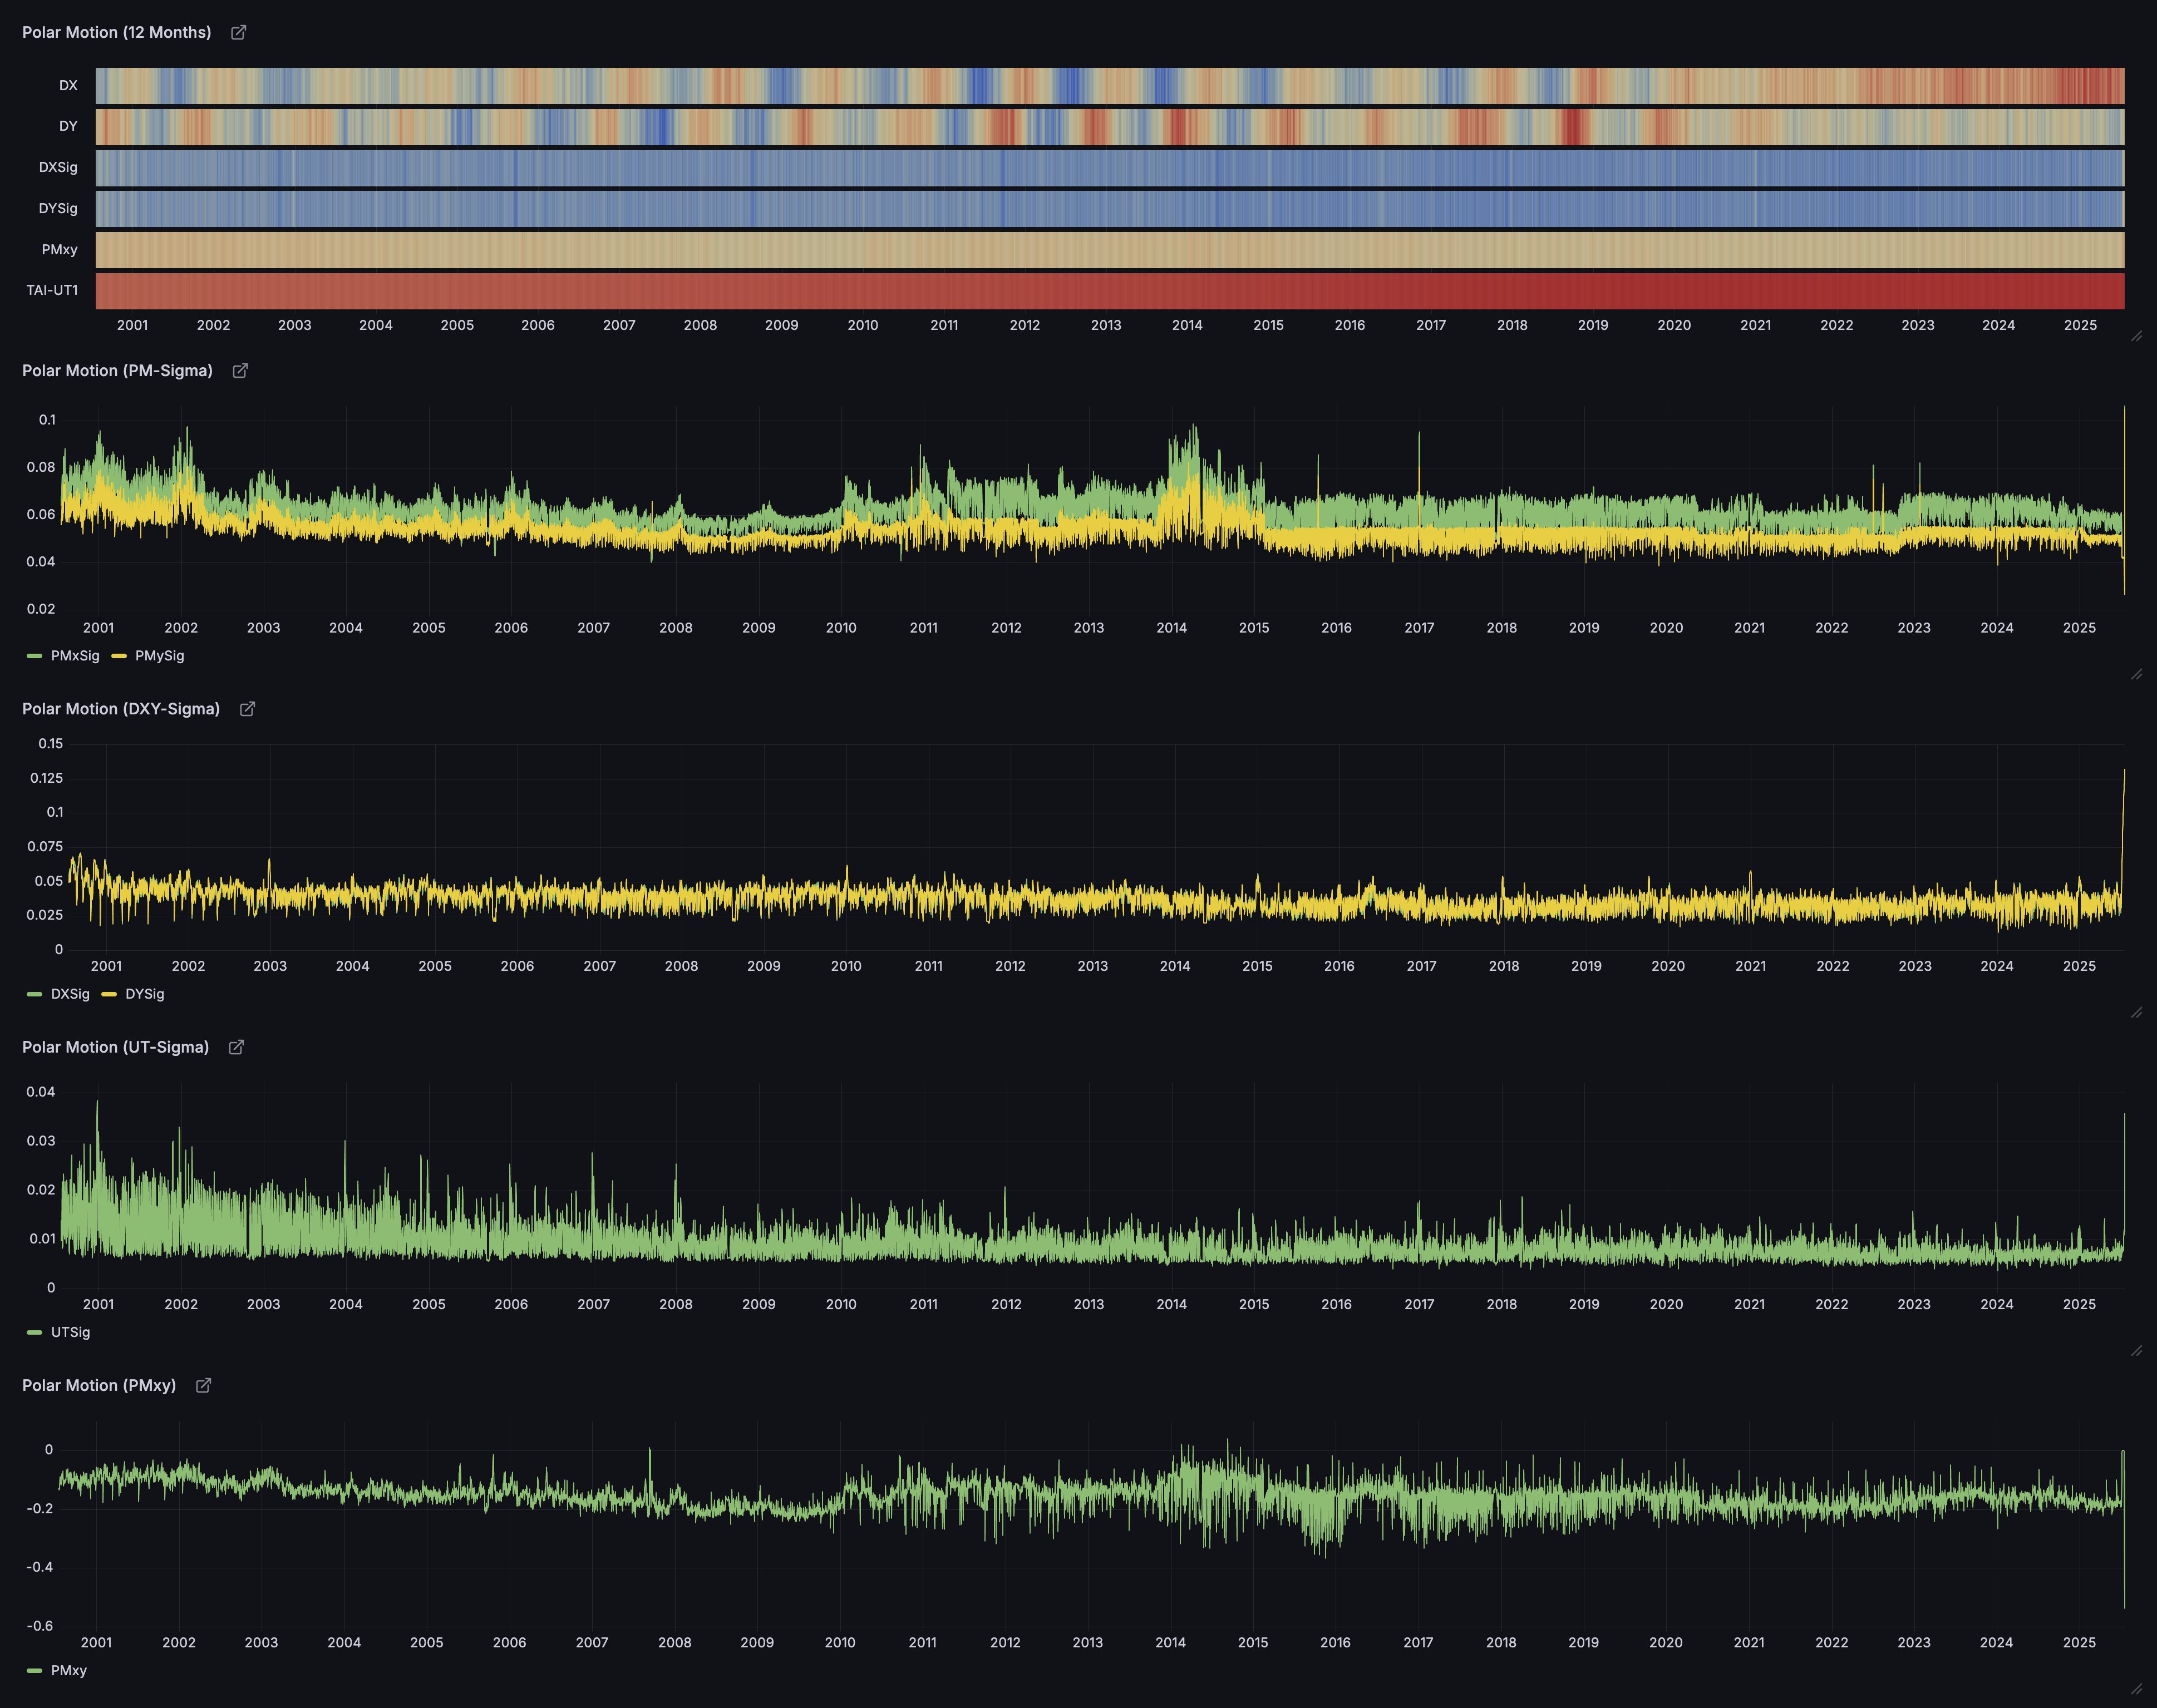 Polar Motion (12 Months)
DX
DY
DXSig
DYSig
PMxy
TAI-UT1
2001 2002 2003 2004 2005 2006 2007 2008 2009 2010 2011 2012 2013 2014 2015 2016 2017 2018 2019 2020 2021 2022 2023 2024 2025
Polar Motion (PM-Sigma)
0.1
0.08
0.06
0.04
0.02
2001 2002 2003 2004 2005 2006 2007 2008 2009 2010 2011 2012 2013 2014 2015 2016 2017 2018 2019 2020 2021 2022 2023 2024 2025
PMxSig PMySig
Polar Motion (DXY-Sigma)
0.15
0.125
0.1
0.075
0.05
0.025
0
2001 2002 2003 2004 2005 2006 2007 2008 2009 2010 2011 2012 2013 2014 2015 2016 2017 2018 2019 2020 2021 2022 2023 2024 2025
DXSig DYSig
Polar Motion (UT-Sigma)
0.04
0.03
0.02
0.01
0
2001 2002 2003 2004 2005 2006 2007 2008 2009 2010 2011 2012 2013 2014 2015 2016 2017 2018 2019 2020 2021 2022 2023 2024 2025
UTSig
Polar Motion (PMxy)
0
-0.2
-0.4
-0.6
2001 2002 2003 2004 2005 2006 2007 2008 2009 2010 2011 2012 2013 2014 2015 2016 2017 2018 2019 2020 2021 2022 2023 2024 2025
PMxy